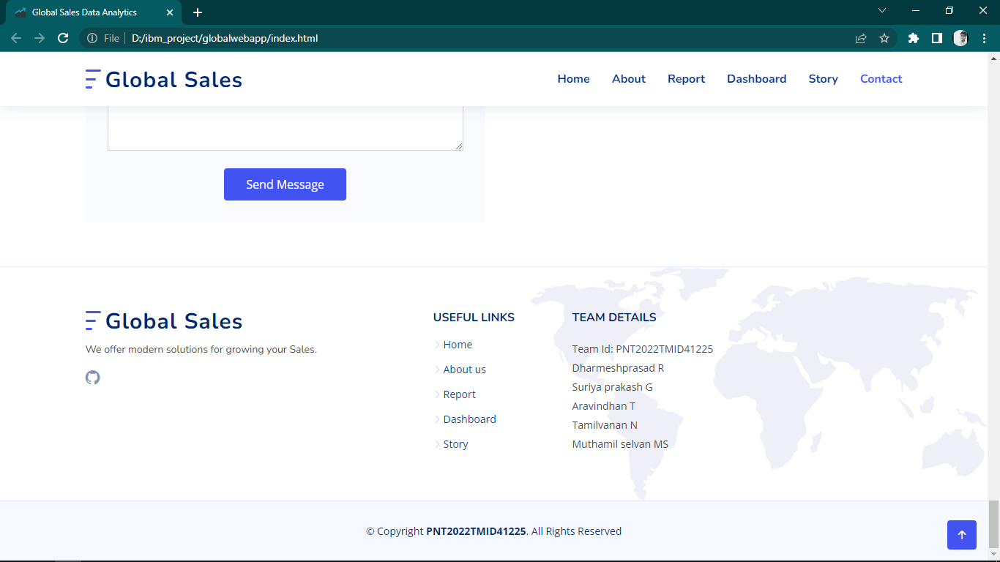 Global Sales Data Analytics
File D:/ibm_project/globalwebapp/index.html
Global Sales
Home About Report Dashboard Story Contact
Send Message
Global Sales
We offer modern solutions for growing your Sales.
USEFUL LINKS
Home
About us
Report
Dashboard
Story
TEAM DETAILS
Team Id: PNT2022TMID41225
Dharmeshprasad R
Suriya prakash G
Aravindhan T
Tamilvanan N
Muthamil selvan MS
© Copyright PNT2022TMID41225. All Rights Reserved